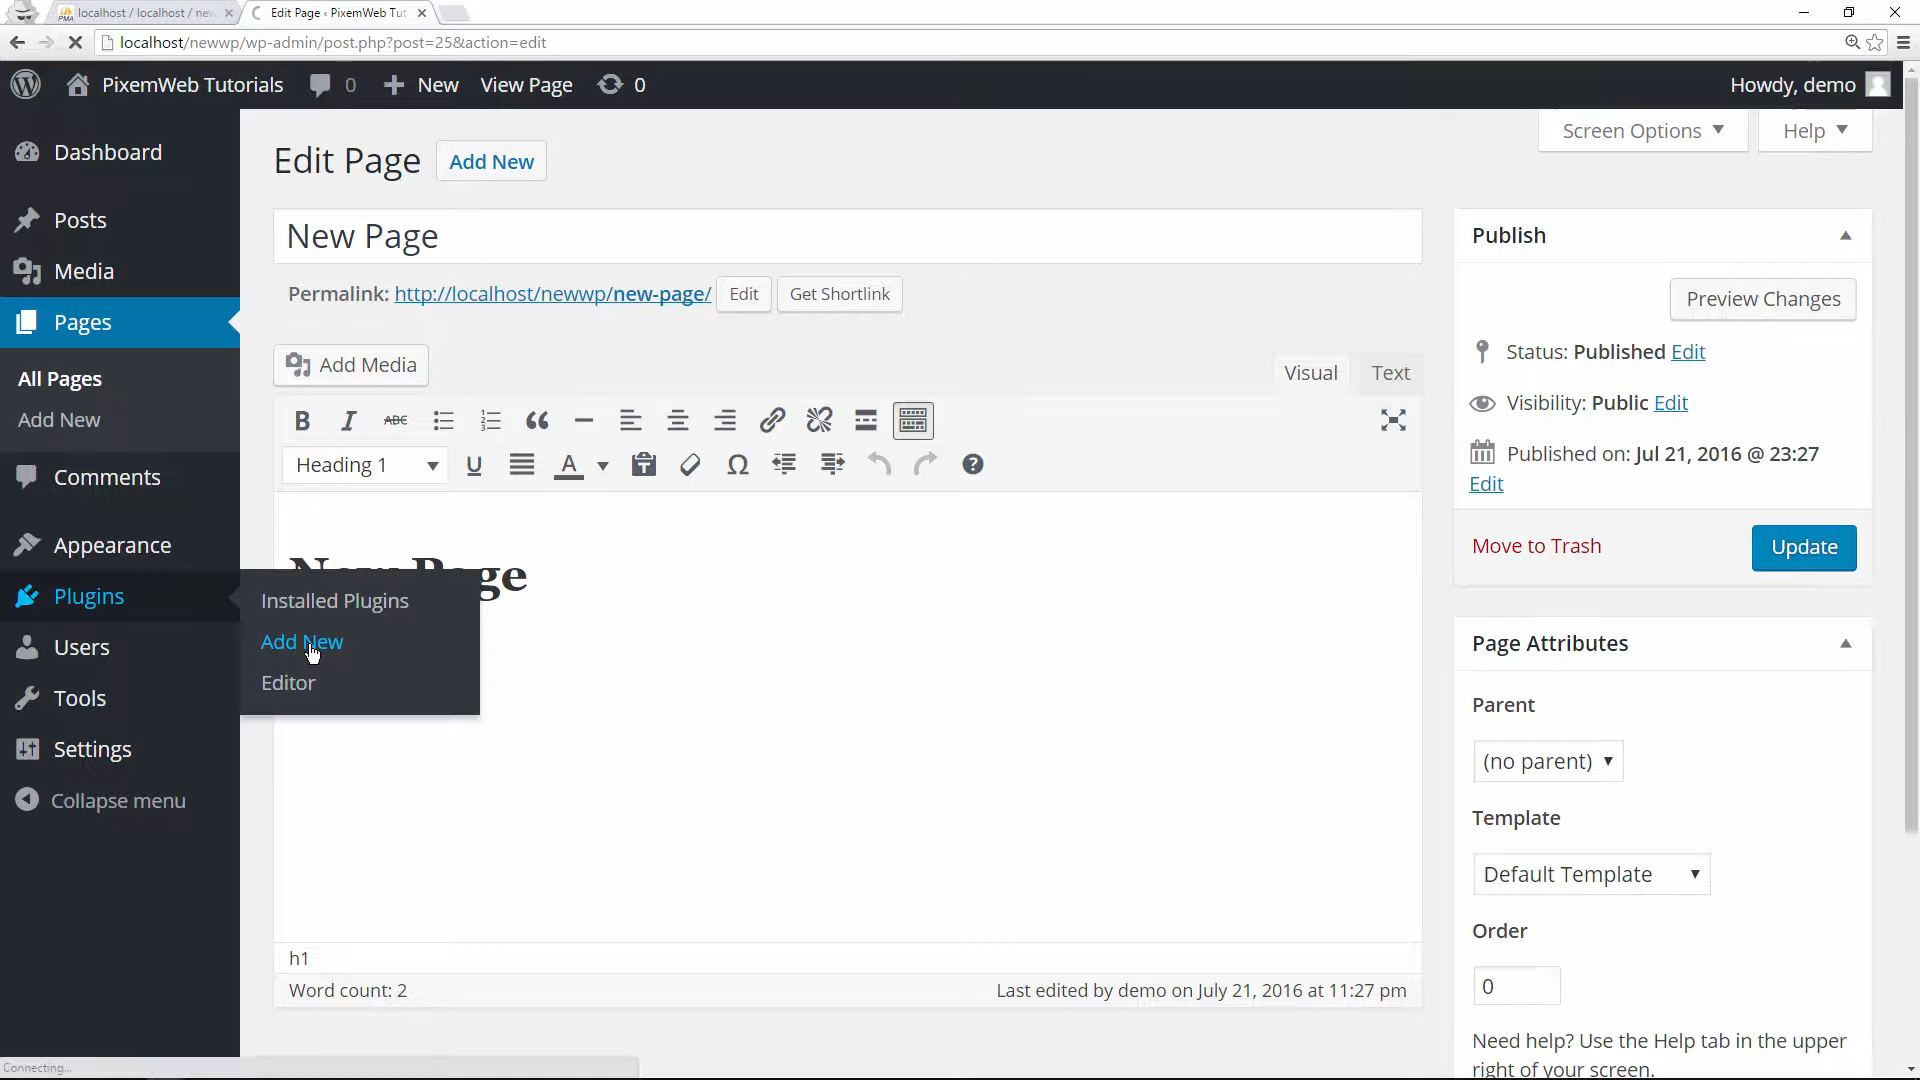 localhost / localhost / new
Edit Page ‹ PixemWeb Tut
localhost/newwp/wp-admin/post.php?post=25&action=edit
PixemWeb Tutorials 0 New View Page 0 Howdy, demo
Screen Options Help
Dashboard
Posts
Media
Pages
All Pages
Add New
Comments
Appearance
Plugins
Users
Tools
Settings
Collapse menu
Installed Plugins
Add New
Editor
Edit Page Add New
New Page
Permalink: http://localhost/newwp/new-page/ Edit Get Shortlink
Add Media
Visual Text
B I ABC
Heading 1 U A Ω
New Page
h1
Word count: 2 Last edited by demo on July 21, 2016 at 11:27 pm
Publish
Preview Changes
Status: Published Edit
Visibility: Public Edit
Published on: Jul 21, 2016 @ 23:27
Edit
Move to Trash Update
Page Attributes
Parent
(no parent)
Template
Default Template
Order
0
Need help? Use the Help tab in the upper
right of your screen.
Connecting...